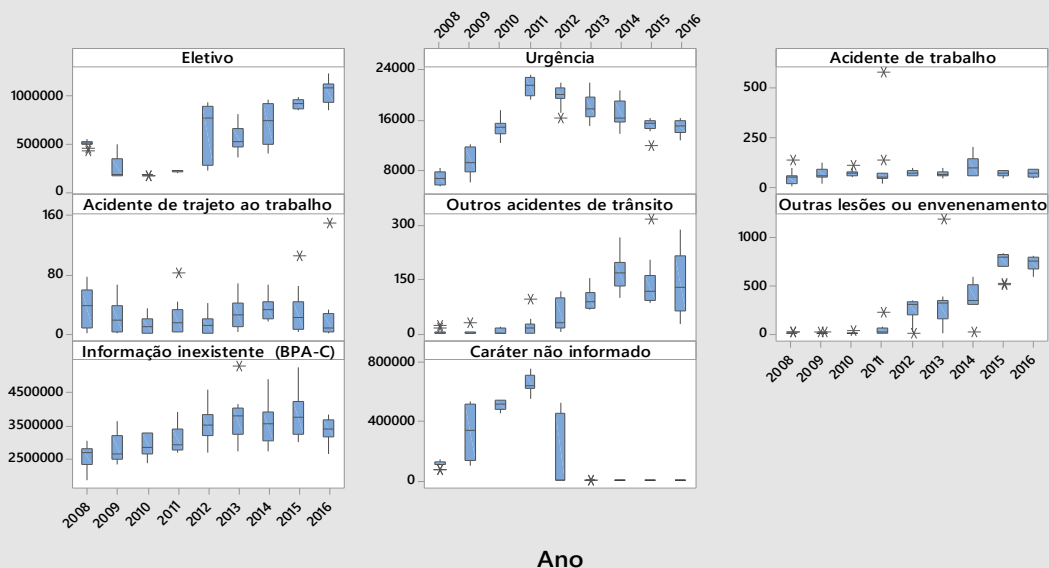 2008 2009 2010 2011 2012 2013 2014 2015 2016
Eletivo
1000000
500000
0
Urgência
24000
16000
8000
Acidente de trabalho
500
250
0
Acidente de trajeto ao trabalho
160
80
0
Outros acidentes de trânsito
300
150
0
Outras lesões ou envenenamento
1000
500
0
2008 2009 2010 2011 2012 2013 2014 2015 2016
Informação inexistente (BPA-C)
4500000
3500000
2500000
2008 2009 2010 2011 2012 2013 2014 2015 2016
Caráter não informado
800000
400000
0
Ano